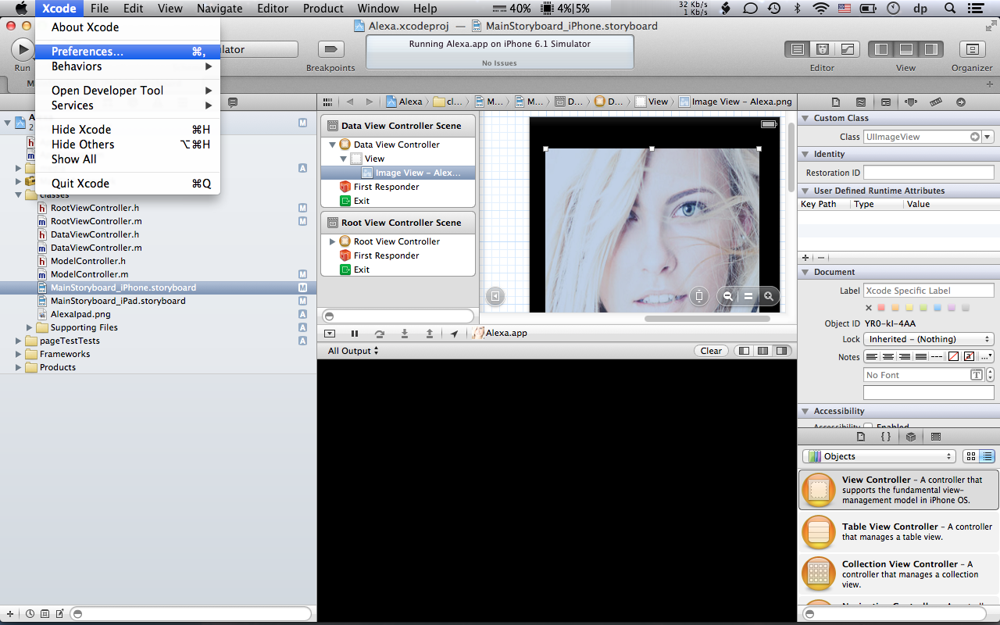 Xcode File Edit View Navigate Editor Product Window Help 40% 4%|5% 32 Kb/s 1 Kb/s dp
About Xcode
Preferences... ⌘,
Behaviors
Open Developer Tool
Services
Hide Xcode ⌘H
Hide Others ⌥⌘H
Show All
Quit Xcode ⌘Q
Alexa.xcodeproj — MainStoryboard_iPhone.storyboard
Run
Breakpoints
Running Alexa.app on iPhone 6.1 Simulator
No Issues
Editor View Organizer
Alexa cl... M... M... D... D... View Image View – Alexa.png
M
A
classes
RootViewController.h M
RootViewController.m M
DataViewController.h
DataViewController.m
ModelController.h
ModelController.m M
MainStoryboard_iPhone.storyboard M
MainStoryboard_iPad.storyboard M
AlexaIpad.png A
Supporting Files A
pageTestTests A
Frameworks
Products
Data View Controller Scene
Data View Controller
View
Image View – Alex...
First Responder
Exit
Root View Controller Scene
Root View Controller
First Responder
Exit
Alexa.app
All Output Clear
Custom Class
Class UIImageView
Identity
Restoration ID
User Defined Runtime Attributes
Key Path Type Value
Document
Label Xcode Specific Label
Object ID YR0-kI-4AA
Lock Inherited – (Nothing)
Notes
No Font
Accessibility
Accessibility Enabled
Objects
View Controller – A controller that
supports the fundamental view-
management model in iPhone OS.
Table View Controller – A controller
that manages a table view.
Collection View Controller – A
controller that manages a collection
view.